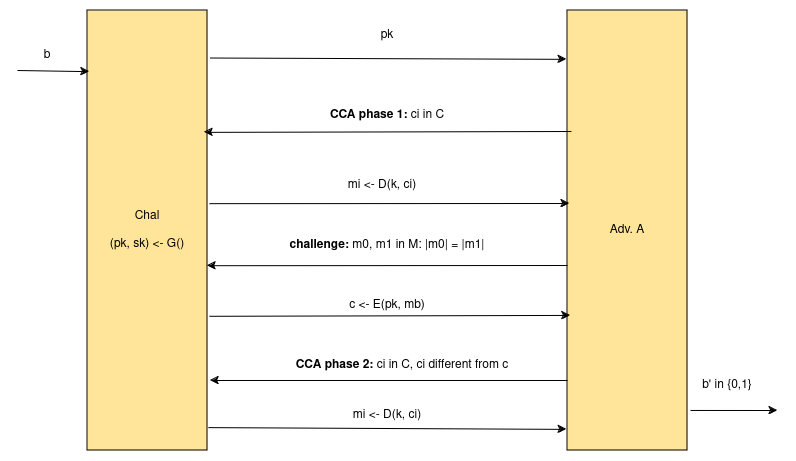 pk
b
CCA phase 1: ci in C
mi <- D(k, ci)
Chal
(pk, sk) <- G()
Adv. A
challenge: m0, m1 in M: |m0| = |m1|
c <- E(pk, mb)
CCA phase 2: ci in C, ci different from c
b' in {0,1}
mi <- D(k, ci)